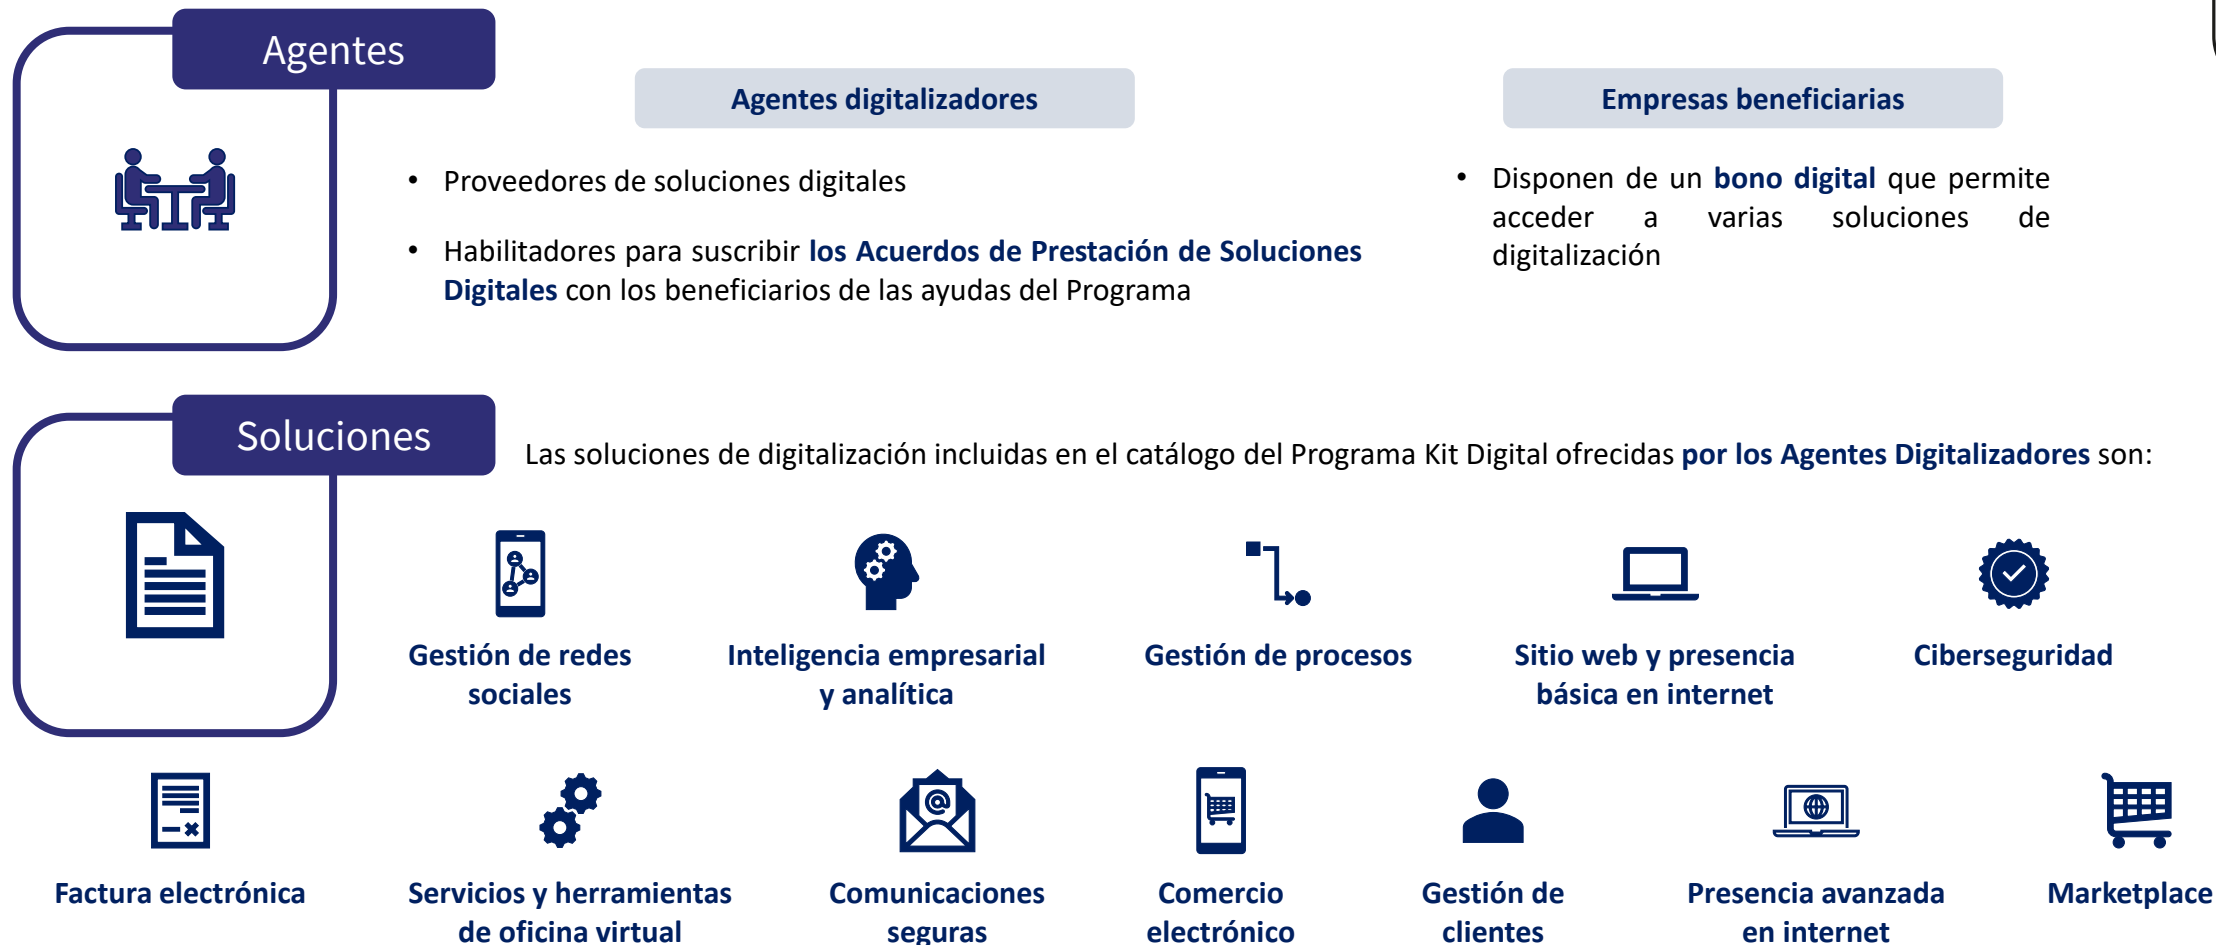 Agentes
Agentes digitalizadores
• Proveedores de soluciones digitales
• Habilitadores para suscribir los Acuerdos de Prestación de Soluciones
Digitales con los beneficiarios de las ayudas del Programa
Empresas beneficiarias
• Disponen de un bono digital que permite
acceder a varias soluciones de
digitalización
Soluciones
Las soluciones de digitalización incluidas en el catálogo del Programa Kit Digital ofrecidas por los Agentes Digitalizadores son:
Gestión de redes
sociales
Inteligencia empresarial
y analítica
Gestión de procesos
Sitio web y presencia
básica en internet
Ciberseguridad
Factura electrónica
Servicios y herramientas
de oficina virtual
@
Comunicaciones
seguras
Comercio
electrónico
Gestión de
clientes
Presencia avanzada
en internet
Marketplace